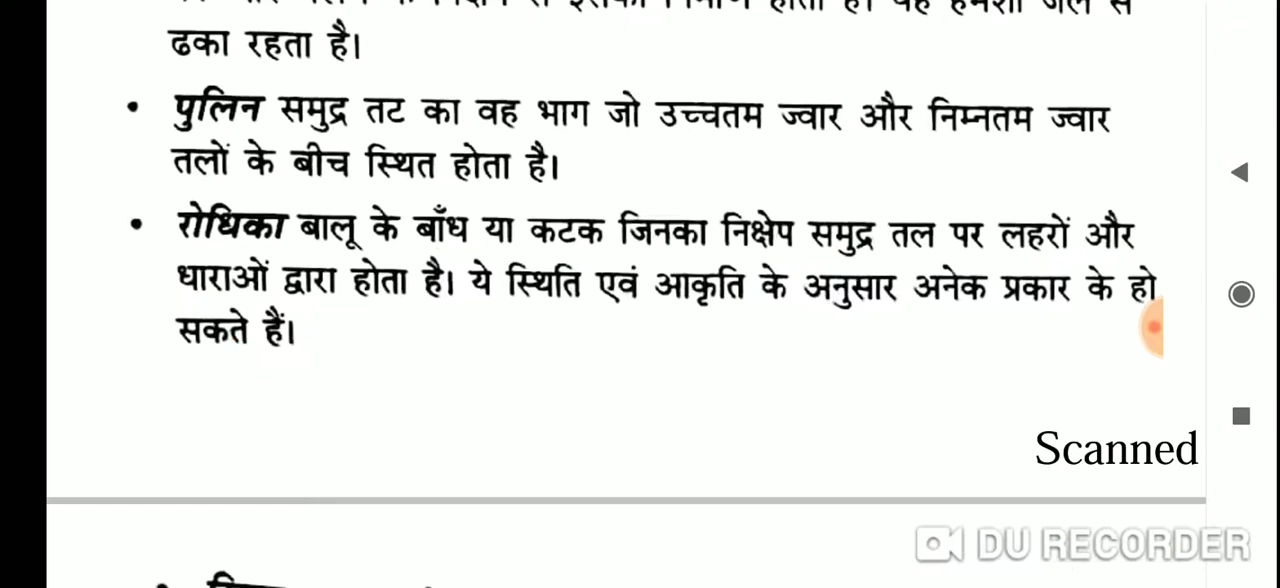 ढका रहता है।
• पुलिन समुद्र तट का वह भाग जो उच्चतम ज्वार और निम्नतम ज्वार
तलों के बीच स्थित होता है।
• रोधिका बालू के बाँध या कटक जिनका निक्षेप समुद्र तल पर लहरों और
धाराओं द्वारा होता है। ये स्थिति एवं आकृति के अनुसार अनेक प्रकार के हो
सकते हैं।
Scanned
DU RECORDER